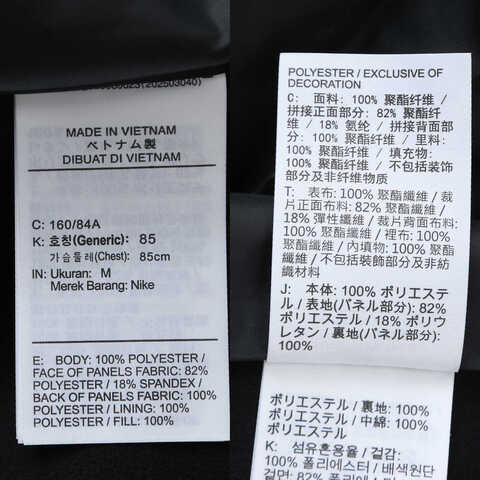 MADE IN VIETNAM
ベトナム製
DIBUAT DI VIETNAM
C: 160/84A
K: 호칭(Generic): 85
가슴둘레(Chest): 85cm
IN: Ukuran: M
Merek Barang: Nike
E: BODY: 100% POLYESTER /
FACE OF PANELS FABRIC: 82%
POLYESTER / 18% SPANDEX /
BACK OF PANELS FABRIC: 100%
POLYESTER / LINING: 100%
POLYESTER / FILL: 100%
POLYESTER / EXCLUSIVE OF
DECORATION
C: 面料: 100% 聚酯纤维 /
拼接正面部分: 82% 聚酯纤
维 / 18% 氨纶 / 拼接背面部
分: 100% 聚酯纤维 / 里料:
100% 聚酯纤维 / 填充物:
100% 聚酯纤维 / 不包括装饰
部分及非纤维物质
T: 表布: 100% 聚酯纖維 / 裁
片正面布料: 82% 聚酯纖維 /
18% 彈性纖維 / 裁片背面布料:
100% 聚酯纖維 / 裡布: 100%
聚酯纖維 / 內填物: 100% 聚酯
纖維 / 不包括裝飾部分及非紡
織材料
J: 本体: 100% ポリエステ
ル / 表地(パネル部分): 82%
ポリエステル / 18% ポリウ
レタン / 裏地(パネル部分):
100%
ポリエステル / 裏地: 100%
ポリエステル / 中綿: 100%
ポリエステル
K: 섬유혼용율 / 겉감:
100% 폴리에스터 / 배색원단
겉면: 82% 폴리에스터 /